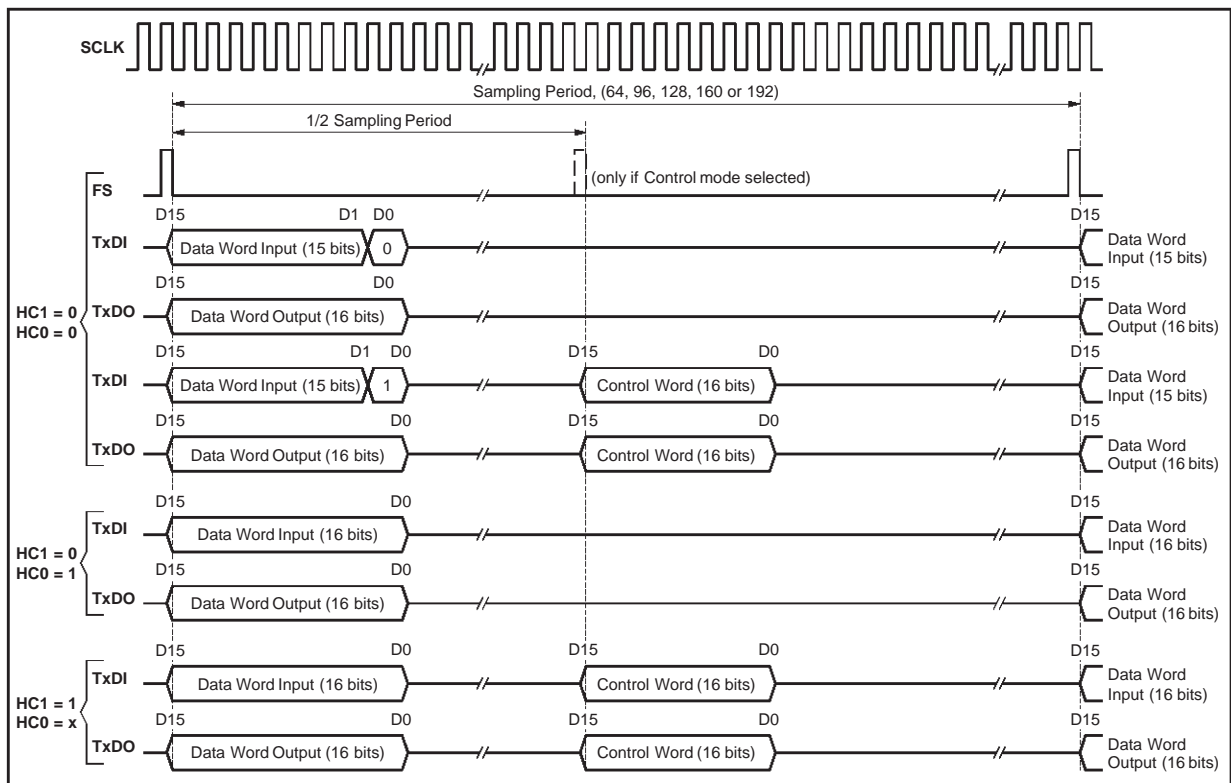 SCLK
Sampling Period, (64, 96, 128, 160 or 192)
1/2 Sampling Period
FS
(only if Control mode selected)
HC1 = 0
HC0 = 0
D15 D1 D0 D15
TxDI Data Word Input (15 bits) 0 Data Word
Input (15 bits)
D15 D0 D15
TxDO Data Word Output (16 bits) Data Word
Output (16 bits)
D15 D1 D0 D15 D0 D15
TxDI Data Word Input (15 bits) 1 Control Word (16 bits) Data Word
Input (15 bits)
D15 D0 D15 D0 D15
TxDO Data Word Output (16 bits) Control Word (16 bits) Data Word
Output (16 bits)
HC1 = 0
HC0 = 1
D15 D0 D15
TxDI Data Word Input (16 bits) Data Word
Input (16 bits)
D15 D0 D15
TxDO Data Word Output (16 bits) Data Word
Output (16 bits)
HC1 = 1
HC0 = x
D15 D0 D15 D0 D15
TxDI Data Word Input (16 bits) Control Word (16 bits) Data Word
Input (16 bits)
D15 D0 D15 D0 D15
TxDO Data Word Output (16 bits) Control Word (16 bits) Data Word
Output (16 bits)